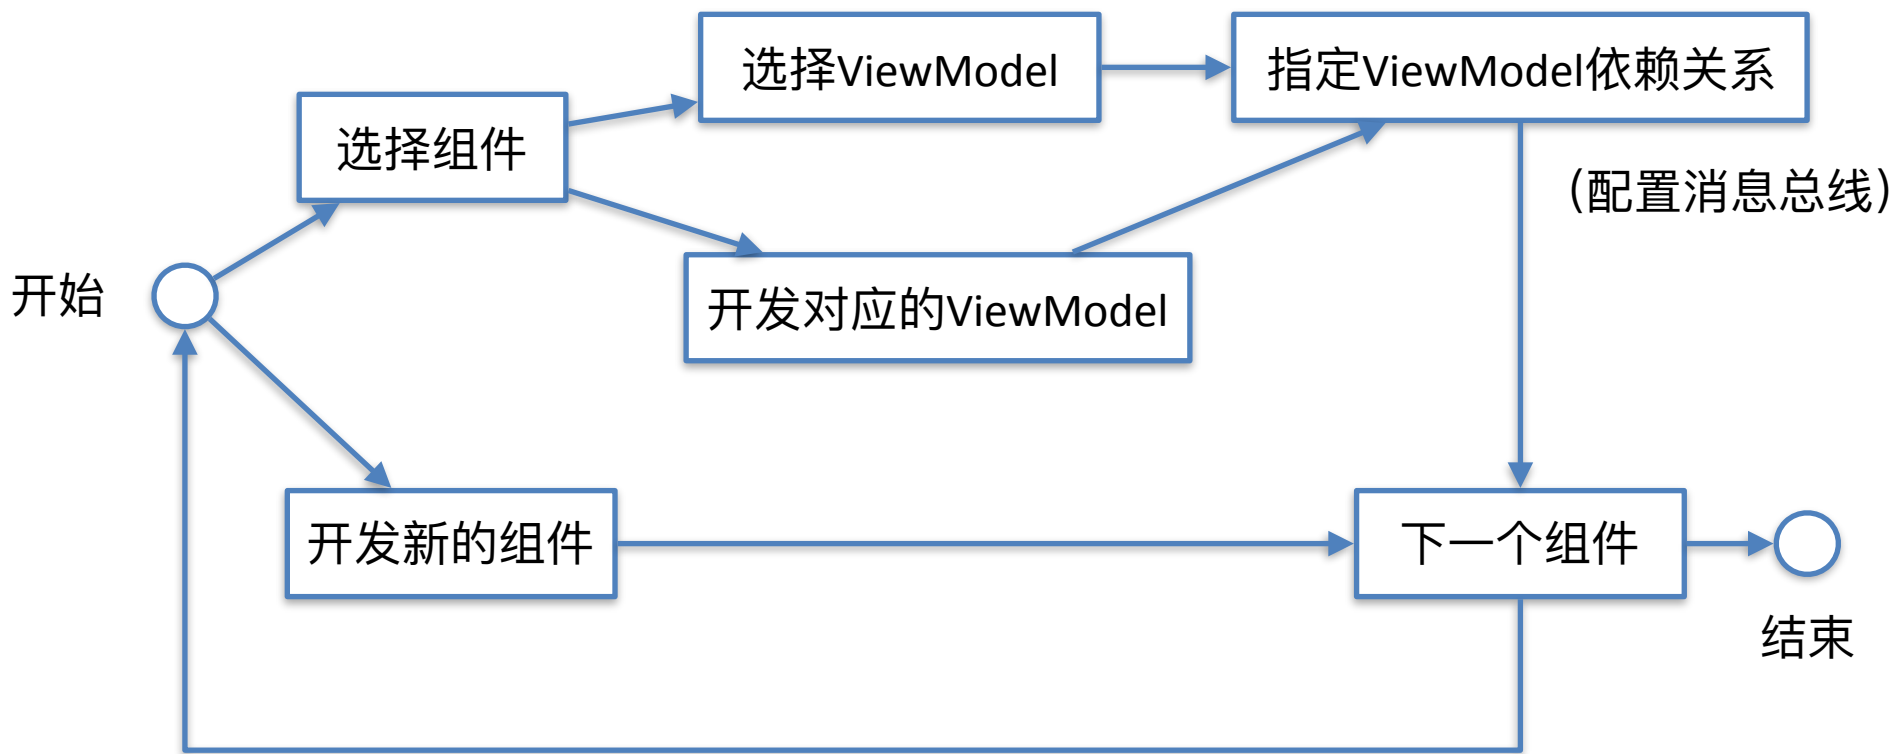 选择ViewModel
指定ViewModel依赖关系
选择组件
(配置消息总线)
开始
开发对应的ViewModel
开发新的组件
下一个组件
结束